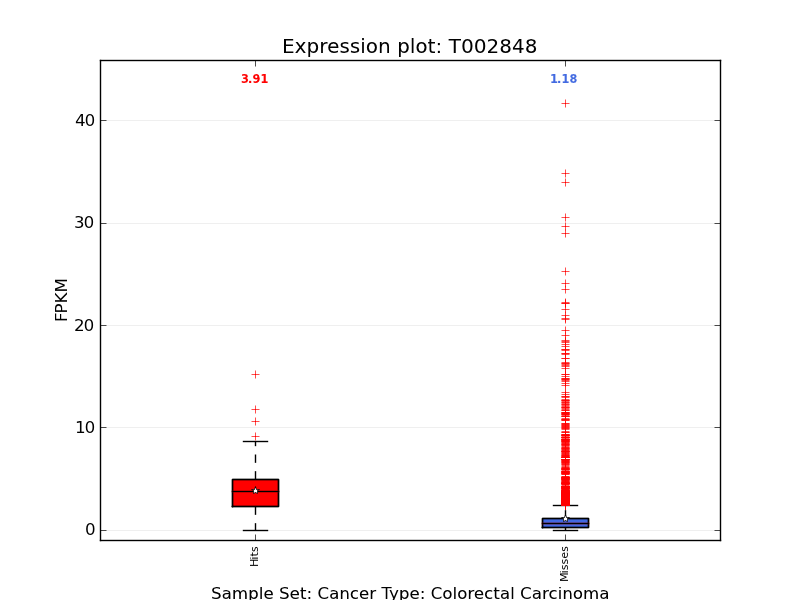 Expression plot: T002848
3.91
1.18
40
30
20
10
0
FPKM
Hits
Misses
Sample Set: Cancer Type: Colorectal Carcinoma